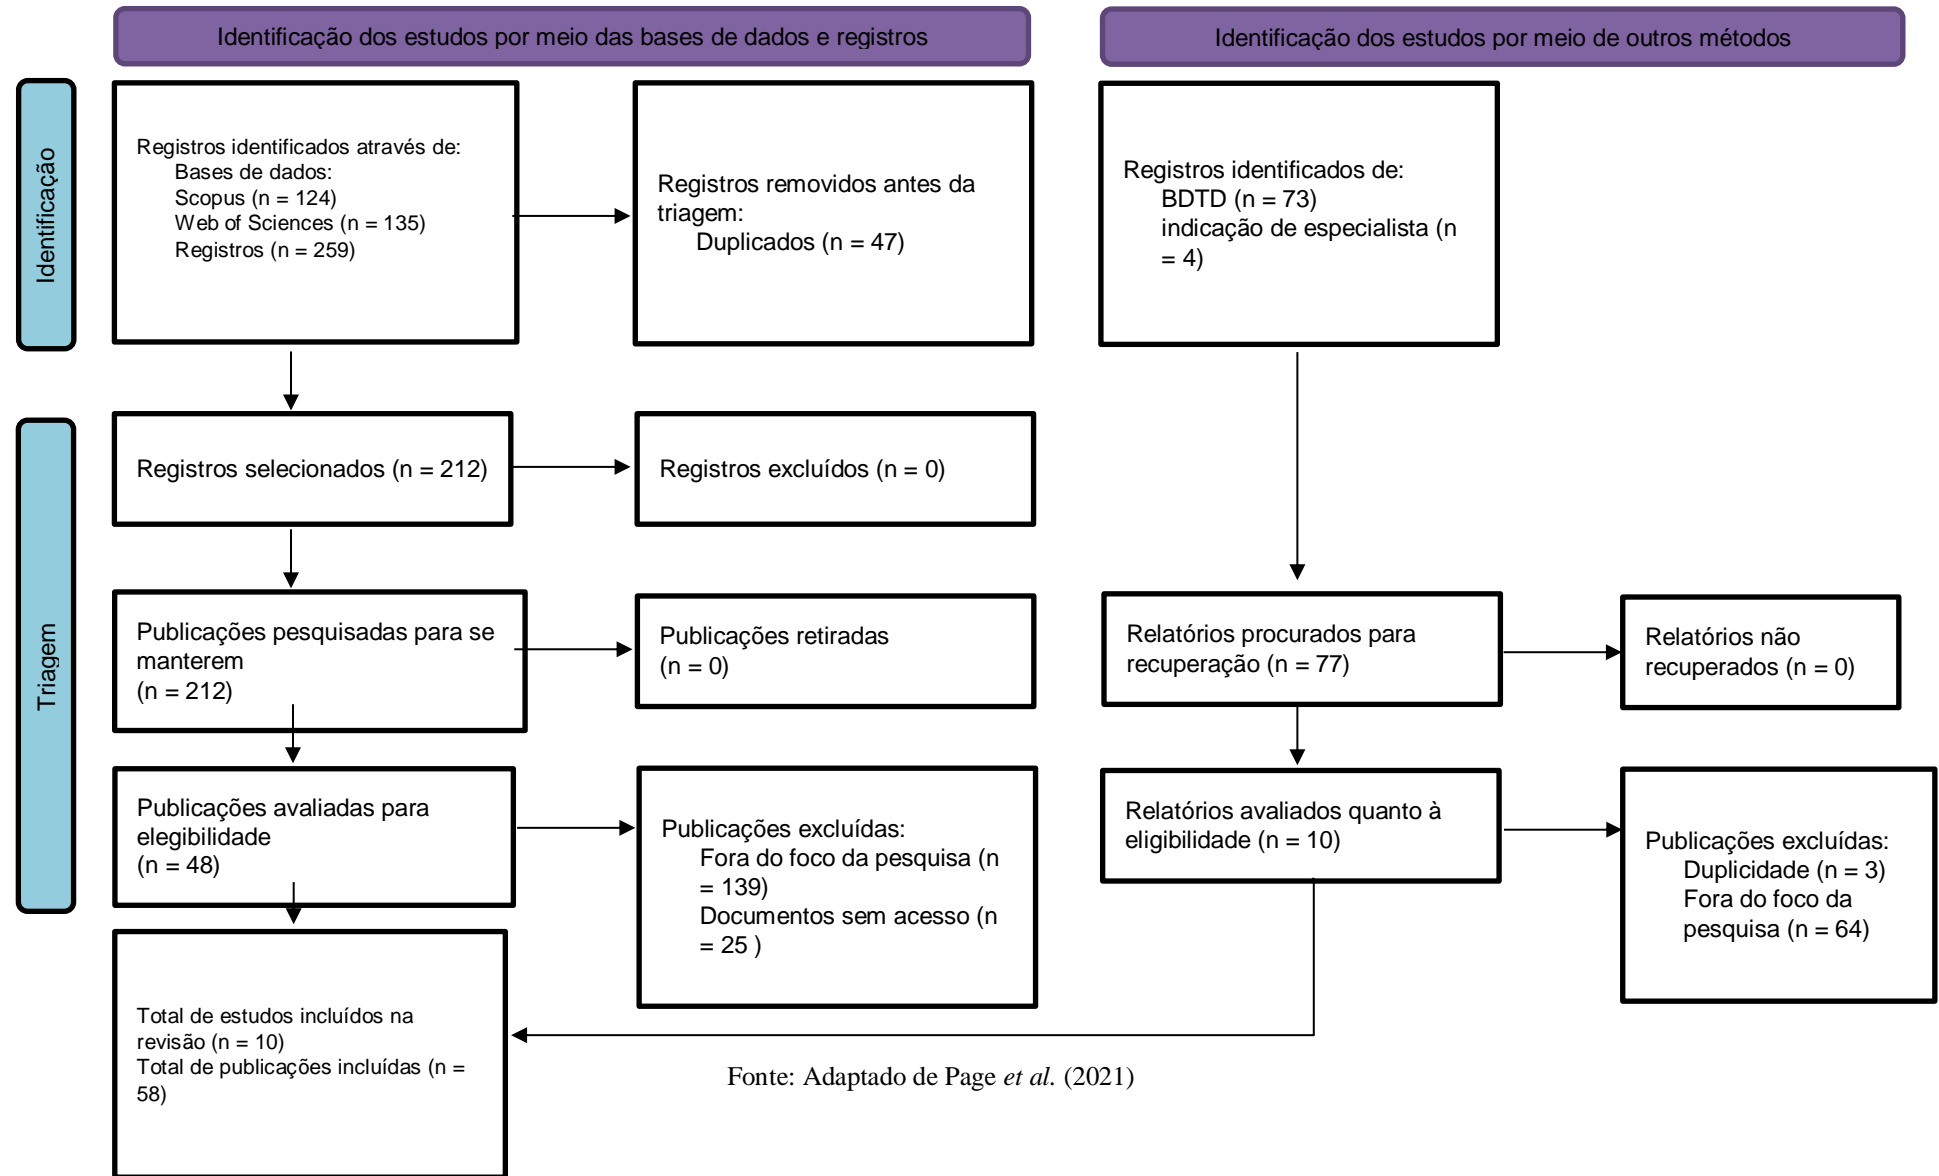 Identificação dos estudos por meio das bases de dados e registros
Identificação dos estudos por meio de outros métodos
Identificação
Registros identificados através de:
Bases de dados:
Scopus (n = 124)
Web of Sciences (n = 135)
Registros (n = 259)
Registros removidos antes da
triagem:
Duplicados (n = 47)
Registros identificados de:
BDTD (n = 73)
indicação de especialista (n
= 4)
Triagem
Registros selecionados (n = 212)
Registros excluídos (n = 0)
Publicações pesquisadas para se
manterem
(n = 212)
Publicações retiradas
(n = 0)
Relatórios procurados para
recuperação (n = 77)
Relatórios não
recuperados (n = 0)
Publicações avaliadas para
elegibilidade
(n = 48)
Publicações excluídas:
Fora do foco da pesquisa (n
= 139)
Documentos sem acesso (n
= 25 )
Relatórios avaliados quanto à
eligibilidade (n = 10)
Publicações excluídas:
Duplicidade (n = 3)
Fora do foco da
pesquisa (n = 64)
Total de estudos incluídos na
revisão (n = 10)
Total de publicações incluídas (n =
58)
Fonte: Adaptado de Page et al. (2021)